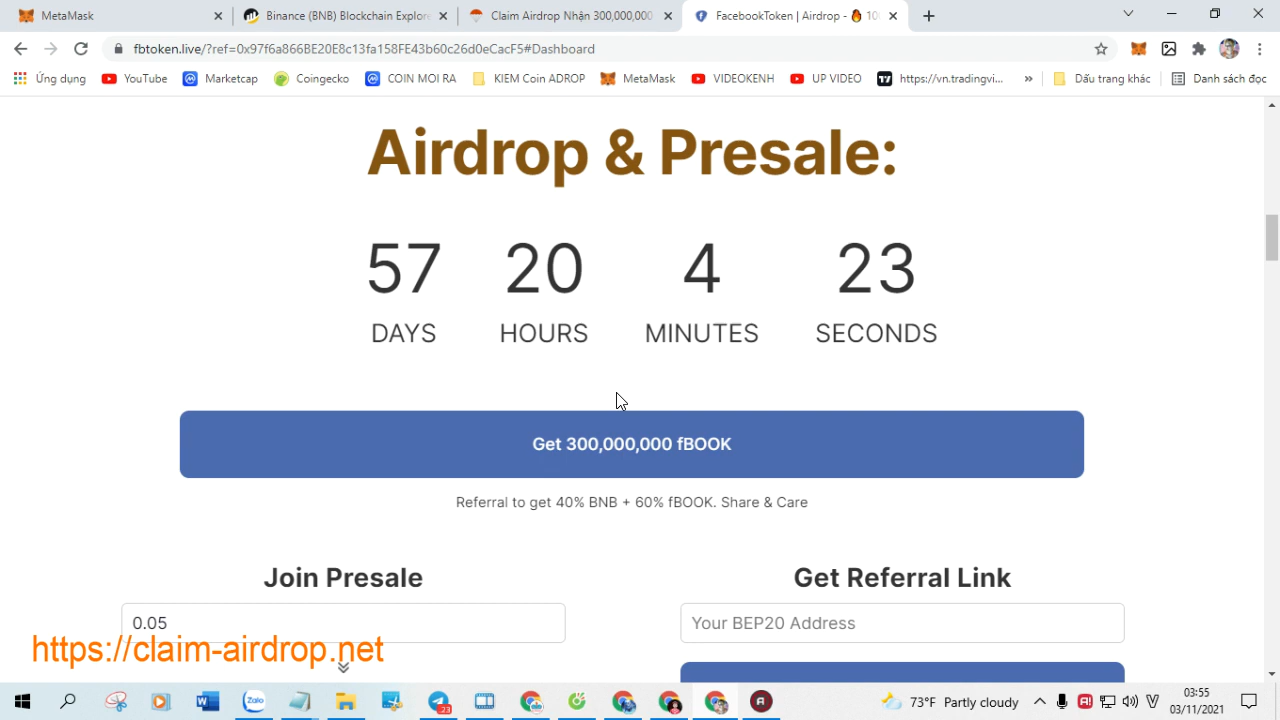 MetaMask
Binance (BNB) Blockchain Explore
Claim Airdrop Nhận 300,000,000
FacebookToken | Airdrop - 🔥 10
fbtoken.live/?ref=0x97f6a866BE20E8c13fa158FE43b60c26d0eCacF5#Dashboard
Ứng dụng YouTube Marketcap Coingecko COIN MOI RA KIEM Coin ADROP MetaMask VIDEOKENH UP VIDEO https://vn.tradingvi... » Dấu trang khác Danh sách đọc
Airdrop & Presale:
57 20 4 23
DAYS HOURS MINUTES SECONDS
Get 300,000,000 fBOOK
Referral to get 40% BNB + 60% fBOOK. Share & Care
Join Presale
0.05
Get Referral Link
Your BEP20 Address
https://claim-airdrop.net
Zalo
23
73°F Partly cloudy
03:55
03/11/2021